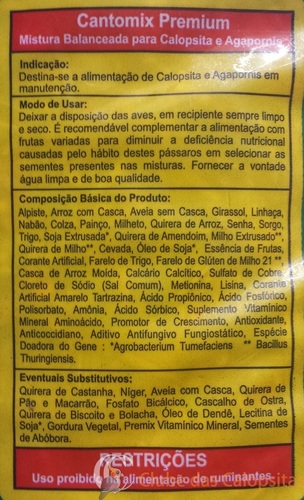 Cantomix Premium
Mistura Balanceada para Calopsita e Agapornis
Indicação:
Destina-se a alimentação de Calopsita e Agapornis em
manutenção.
Modo de Usar:
Deixar a disposição das aves, em recipiente sempre limpo
e seco. É recomendável complementar a alimentação com
frutas variadas para diminuir a deficiência nutricional
causadas pelo hábito destes pássaros em selecionar as
sementes presentes nas misturas. Fornecer a vontade
água limpa e de boa qualidade.
Composição Básica do Produto:
Alpiste, Arroz com Casca, Aveia sem Casca, Girassol, Linhaça,
Nabão, Colza, Painço, Milheto, Quirera de Arroz, Senha, Sorgo,
Trigo, Soja Extrusada*, Quirera de Amendoim, Milho Extrusado**,
Quirera de Milho**, Cevada, Óleo de Soja*, Essência de Frutas,
Corante Artificial, Farelo de Trigo, Farelo de Glúten de Milho 21 **,
Casca de Arroz Moída, Calcário Calcítico, Sulfato de Cobre,
Cloreto de Sódio (Sal Comum), Metionina, Lisina, Corante
Artificial Amarelo Tartrazina, Ácido Propiônico, Ácido Fosfórico,
Polisorbato, Amônia, Ácido Sórbico, Suplemento Vitamínico
Mineral Aminoácido, Promotor de Crescimento, Antioxidante,
Anticoccidiano, Aditivo Antifungico Fungiostático, Espécie
Doadora do Gene : *Agrobacterium Tumefaciens ** Bacillus
Thuringiensis.
Eventuais Substitutivos:
Quirera de Castanha, Niger, Aveia com Casca, Quirera de
Pão e Macarrão, Fosfato Bicálcico, Cascalho de Ostra,
Quirera de Biscoito e Bolacha, Óleo de Dendê, Lecitina de
Soja*, Gordura Vegetal, Premix Vitamínico Mineral, Sementes
de Abóbora.
RESTRIÇÕES
Uso proibido na alimentação de ruminantes.